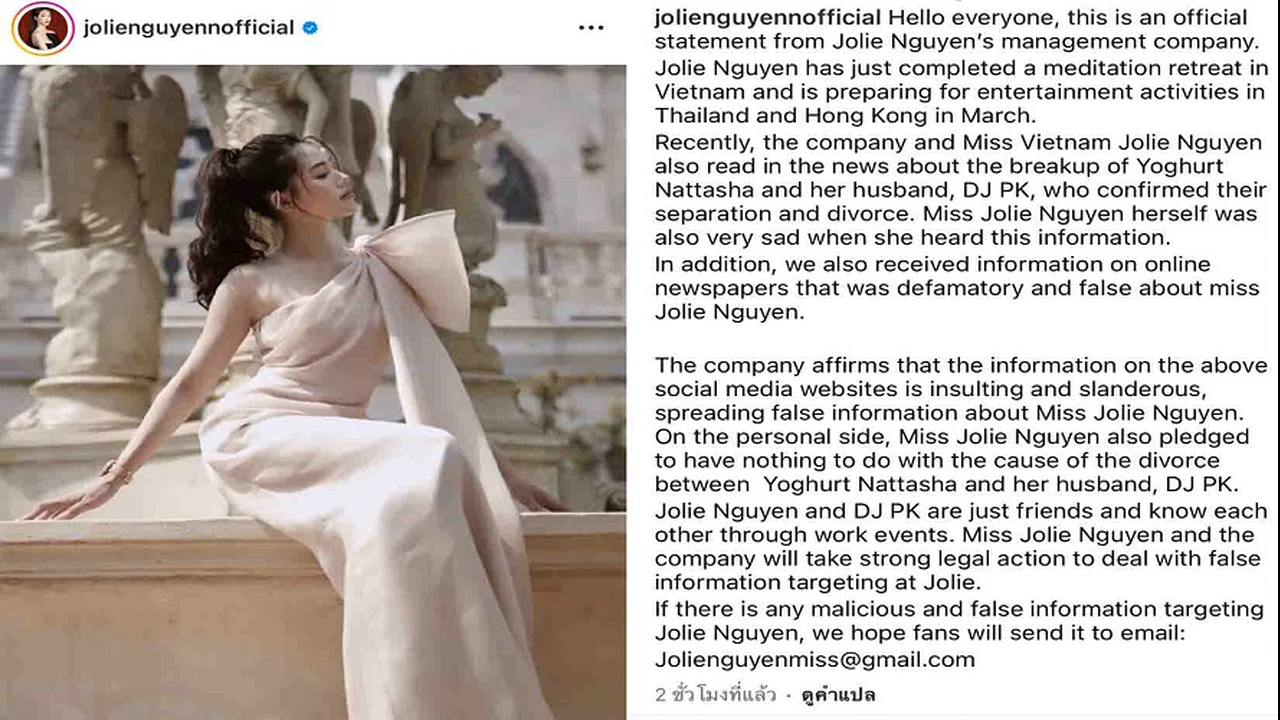 jolienguyennofficial
jolienguyennofficial Hello everyone, this is an official
statement from Jolie Nguyen’s management company.
Jolie Nguyen has just completed a meditation retreat in
Vietnam and is preparing for entertainment activities in
Thailand and Hong Kong in March.
Recently, the company and Miss Vietnam Jolie Nguyen
also read in the news about the breakup of Yoghurt
Nattasha and her husband, DJ PK, who confirmed their
separation and divorce. Miss Jolie Nguyen herself was
also very sad when she heard this information.
In addition, we also received information on online
newspapers that was defamatory and false about miss
Jolie Nguyen.
The company affirms that the information on the above
social media websites is insulting and slanderous,
spreading false information about Miss Jolie Nguyen.
On the personal side, Miss Jolie Nguyen also pledged
to have nothing to do with the cause of the divorce
between  Yoghurt Nattasha and her husband, DJ PK.
Jolie Nguyen and DJ PK are just friends and know each
other through work events. Miss Jolie Nguyen and the
company will take strong legal action to deal with false
information targeting at Jolie.
If there is any malicious and false information targeting
Jolie Nguyen, we hope fans will send it to email:
Jolienguyenmiss@gmail.com
2 ชั่วโมงที่แล้ว · ดูคำแปล